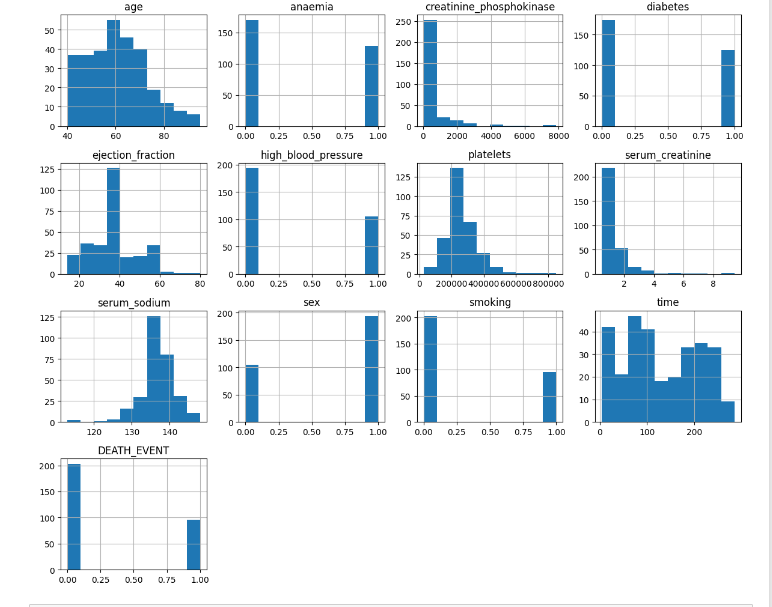 age anaemia creatinine_phosphokinase diabetes
50 40 30 20 10 0
40 60 80
150 100 50 0
0.00 0.25 0.50 0.75 1.00
250 200 150 100 50 0
0 2000 4000 6000 8000
150 100 50 0
0.00 0.25 0.50 0.75 1.00
ejection_fraction high_blood_pressure platelets serum_creatinine
125 100 75 50 25 0
20 40 60 80
200 150 100 50 0
0.00 0.25 0.50 0.75 1.00
125 100 75 50 25 0
0 200000 400000 600000 800000
200 150 100 50 0
2 4 6 8
serum_sodium sex smoking time
125 100 75 50 25 0
120 130 140
200 150 100 50 0
0.00 0.25 0.50 0.75 1.00
200 150 100 50 0
0.00 0.25 0.50 0.75 1.00
40 30 20 10 0
0 100 200
DEATH_EVENT
200 150 100 50 0
0.00 0.25 0.50 0.75 1.00